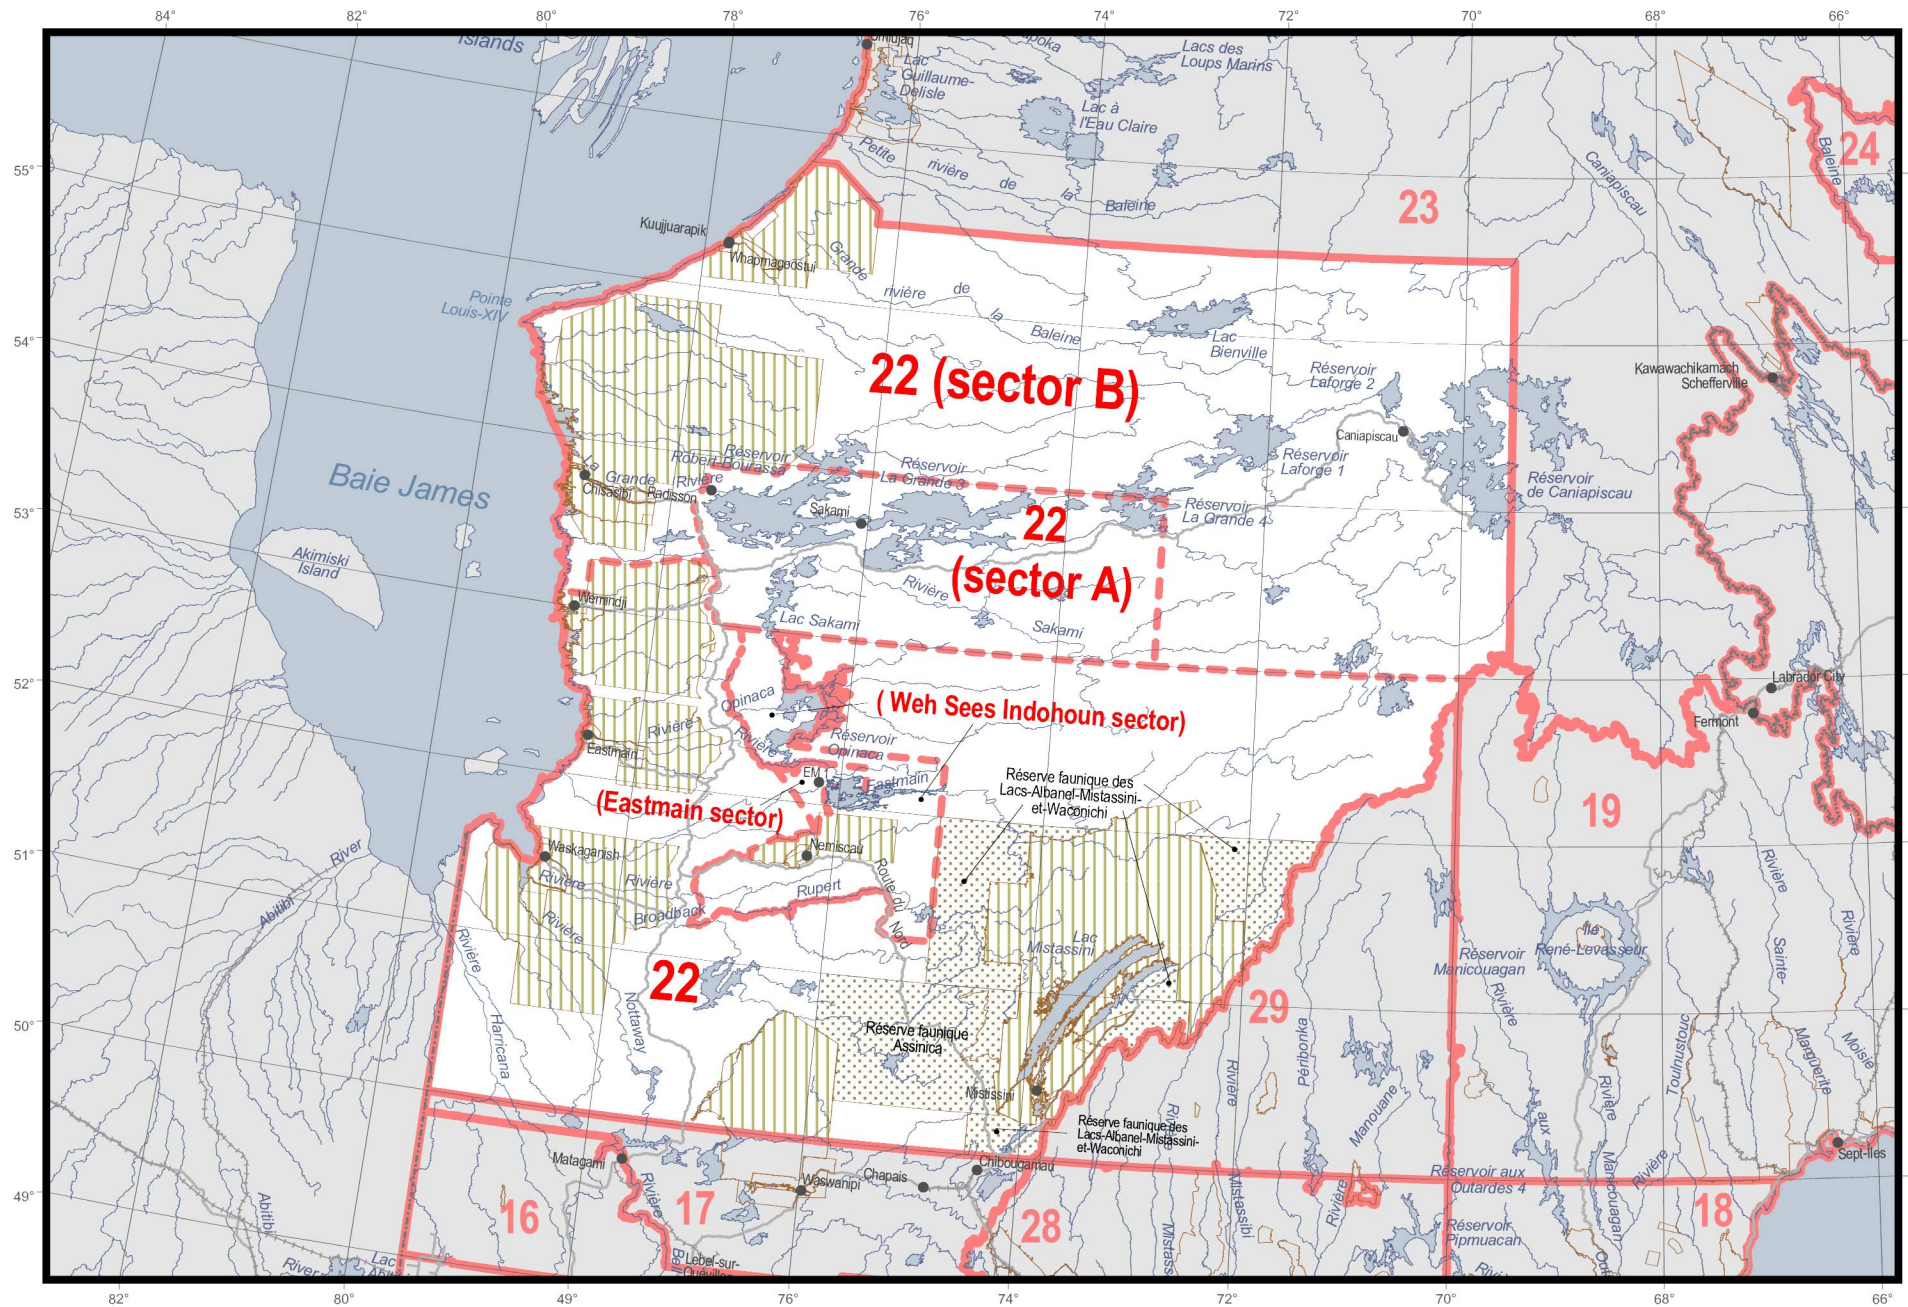 84°
82°
80°
78°
76°
74°
72°
70°
68°
66°
Islands
Umiujaq
Lac
Guillaume-
Delisle
Lacs des
Loups Marins
Lac à
l'Eau Claire
Petite
rivière
de
la
Baleine
Caniapiscau
Baleine
24
23
55°
Kuujjuarapik
Whapmagoostui
Grande
rivière
de
la
Baleine
Pointe
Louis-XIV
Lac
Bienville
54°
22 (sector B)
Réservoir
Laforge 2
Kawawachikamach
Schefferville
Caniapiscau
Réservoir
Laforge 1
Réservoir
de Caniapiscau
Baie James
La
Grande
Rivière
Chisasibi
Radisson
Réservoir
Robert-Bourassa
Réservoir
La Grande 3
Sakami
Réservoir
La Grande 4
53°
22
(sector A)
Akimiski
Island
Wemindji
Rivière
Sakami
Lac Sakami
52°
Labrador City
Fermont
Opinaca
Rivière
( Weh Sees Indohoun sector)
Réservoir
Opinaca
Rivière
Eastmain
EM 1
Eastmain
(Eastmain sector)
Réserve faunique des
Lacs-Albanel-Mistassini-
et-Waconichi
19
51°
River
Abitibi
Waskaganish
Nemiscau
Rivière
Rivière
Rupert
Broadback
Rivière
Route du Nord
Rivière
Lac
Mistassini
Réservoir
Manicouagan
Île
René-Levasseur
Rivière
Sainte-
Marguerite
Rivière
Moisie
22
29
50°
Harricana
Nottaway
Réserve faunique
Assinica
Mistissini
Réserve faunique des
Lacs-Albanel-Mistassini-
et-Waconichi
Péribonka
Manouane
Rivière
Rivière
Rivière
Toulnustouc
Rivière
aux
Rivière
Manicouagan
Rivière
Mistassibi
Rivière
Matagami
Waswanipi
Chapais
Chibougamau
Réservoir aux
Outardes 4
Sept-Îles
49°
16
17
28
18
Rivière
Abitibi
River
Lac
Lebel-sur-
Réservoir
Pipmuacan
82°
80°
49°
76°
74°
72°
70°
68°
66°